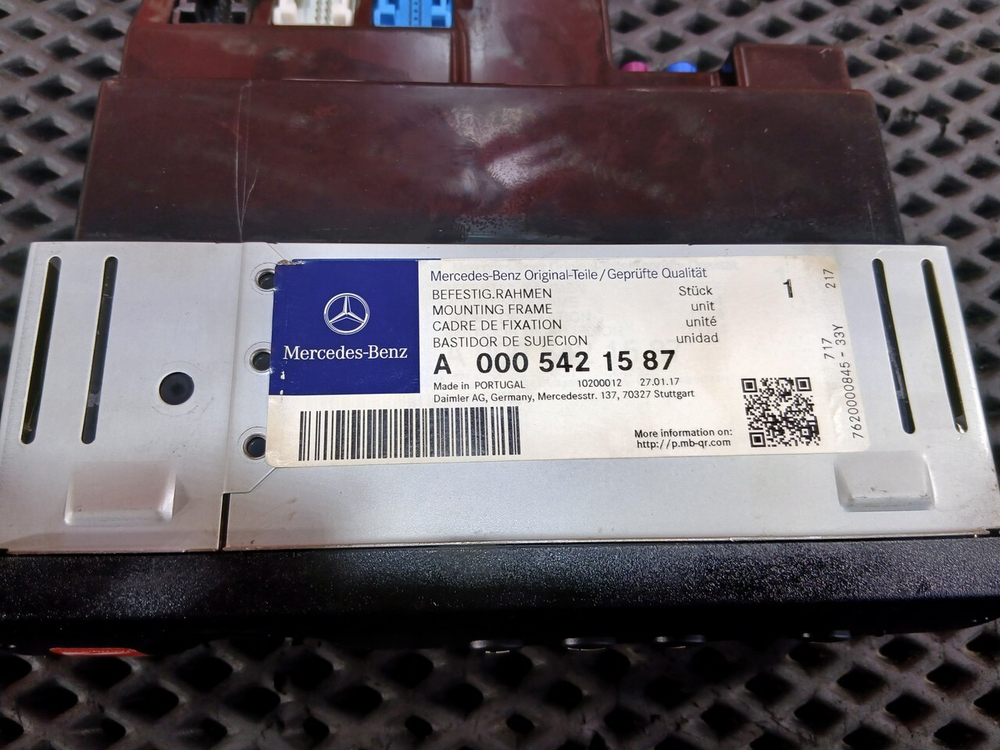 Mercedes-Benz Original-Teile/Geprüfte Qualität
BEFESTIG.RAHMEN Stück 1
MOUNTING FRAME unit
CADRE DE FIXATION unité
BASTIDOR DE SUJECION unidad
Mercedes-Benz
A 000 542 15 87
Made in PORTUGAL 10200012 27.01.17
Daimler AG, Germany, Mercedesstr. 137, 70327 Stuttgart
More information on:
http://p.mb-qr.com
217
717
7620000845-33Y